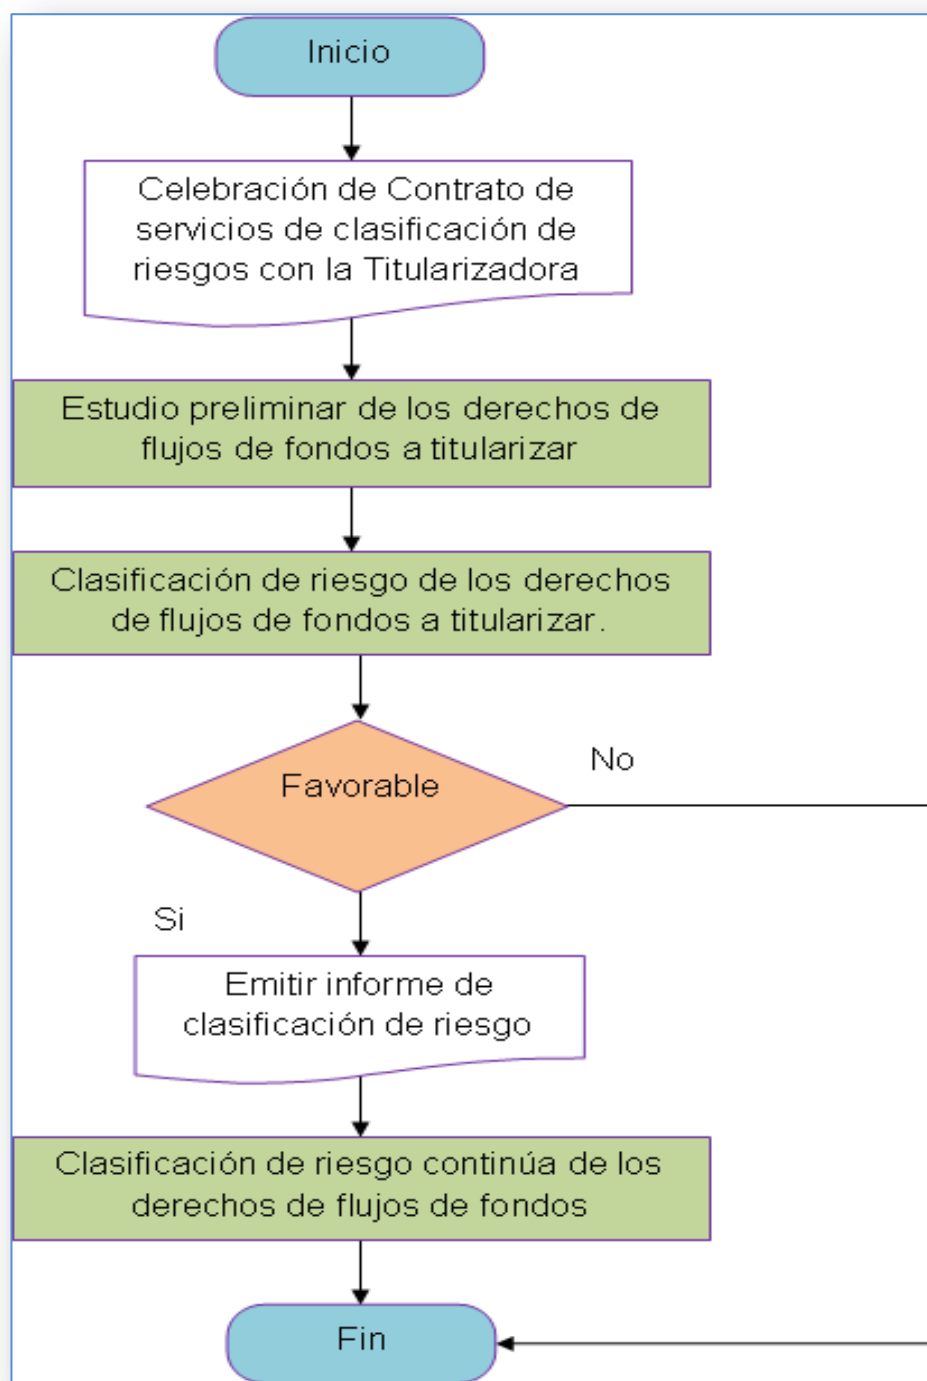 Inicio
Celebración de Contrato de
servicios de clasificación de
riesgos con la Titularizadora
Estudio preliminar de los derechos de
flujos de fondos a titularizar
Clasificación de riesgo de los derechos
de flujos de fondos a titularizar.
Favorable
No
Si
Emitir informe de
clasificación de riesgo
Clasificación de riesgo continúa de los
derechos de flujos de fondos
Fin